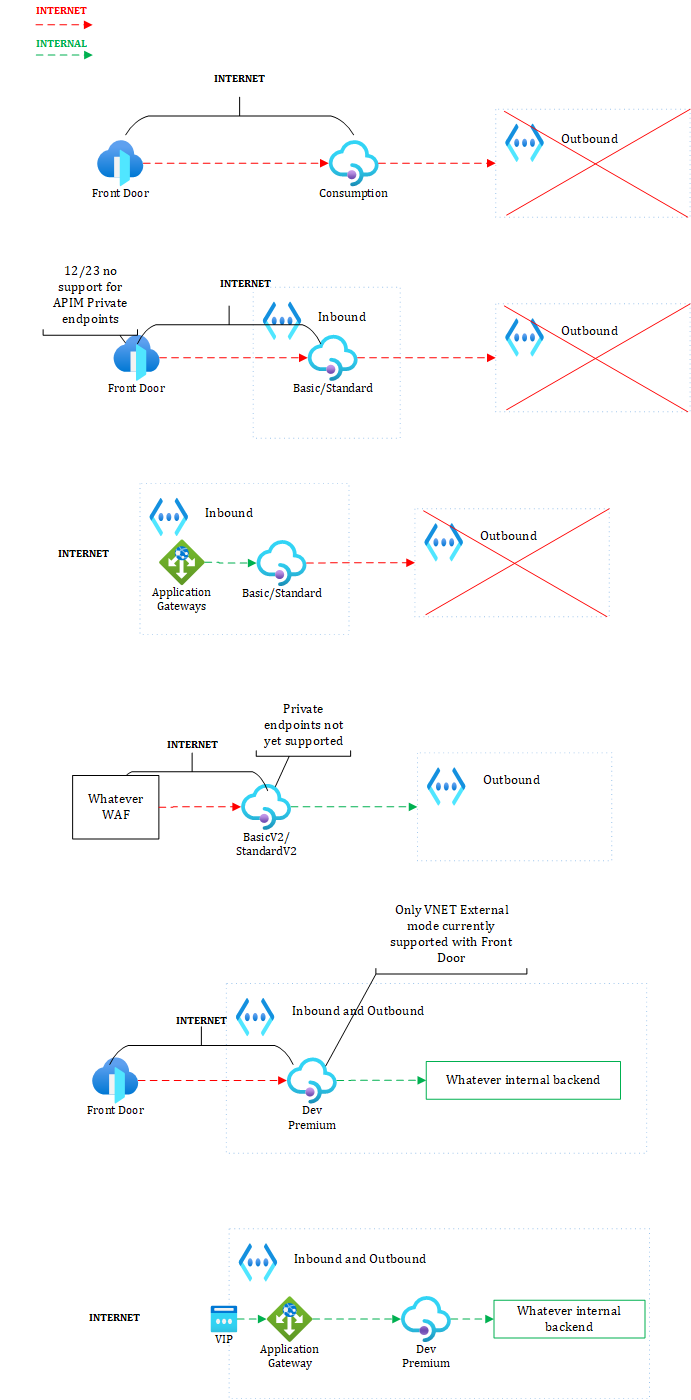 INTERNET
INTERNAL
INTERNET
Outbound
Front Door
Consumption
12/23 no
support for
APIM Private
endpoints
INTERNET
Inbound
Outbound
Front Door
Basic/Standard
Inbound
Outbound
INTERNET
Application
Gateways
Basic/Standard
Private
endpoints not
yet supported
INTERNET
Outbound
Whatever
WAF
BasicV2/
StandardV2
Only VNET External
mode currently
supported with Front
Door
Inbound and Outbound
INTERNET
Whatever internal backend
Front Door
Dev
Premium
Inbound and Outbound
INTERNET
Whatever internal
backend
VIP
Application
Gateway
Dev
Premium